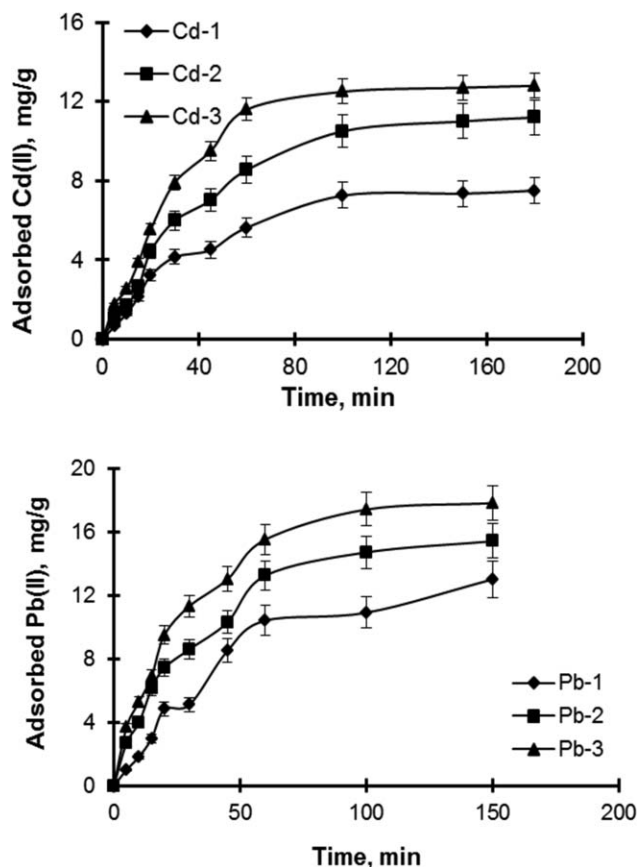 16
12
8
4
0
Adsorbed Cd(II), mg/g
Cd-1
Cd-2
Cd-3
0 40 80 120 160 200
Time, min
20
16
12
8
4
0
Adsorbed Pb(II), mg/g
Pb-1
Pb-2
Pb-3
0 50 100 150 200
Time, min